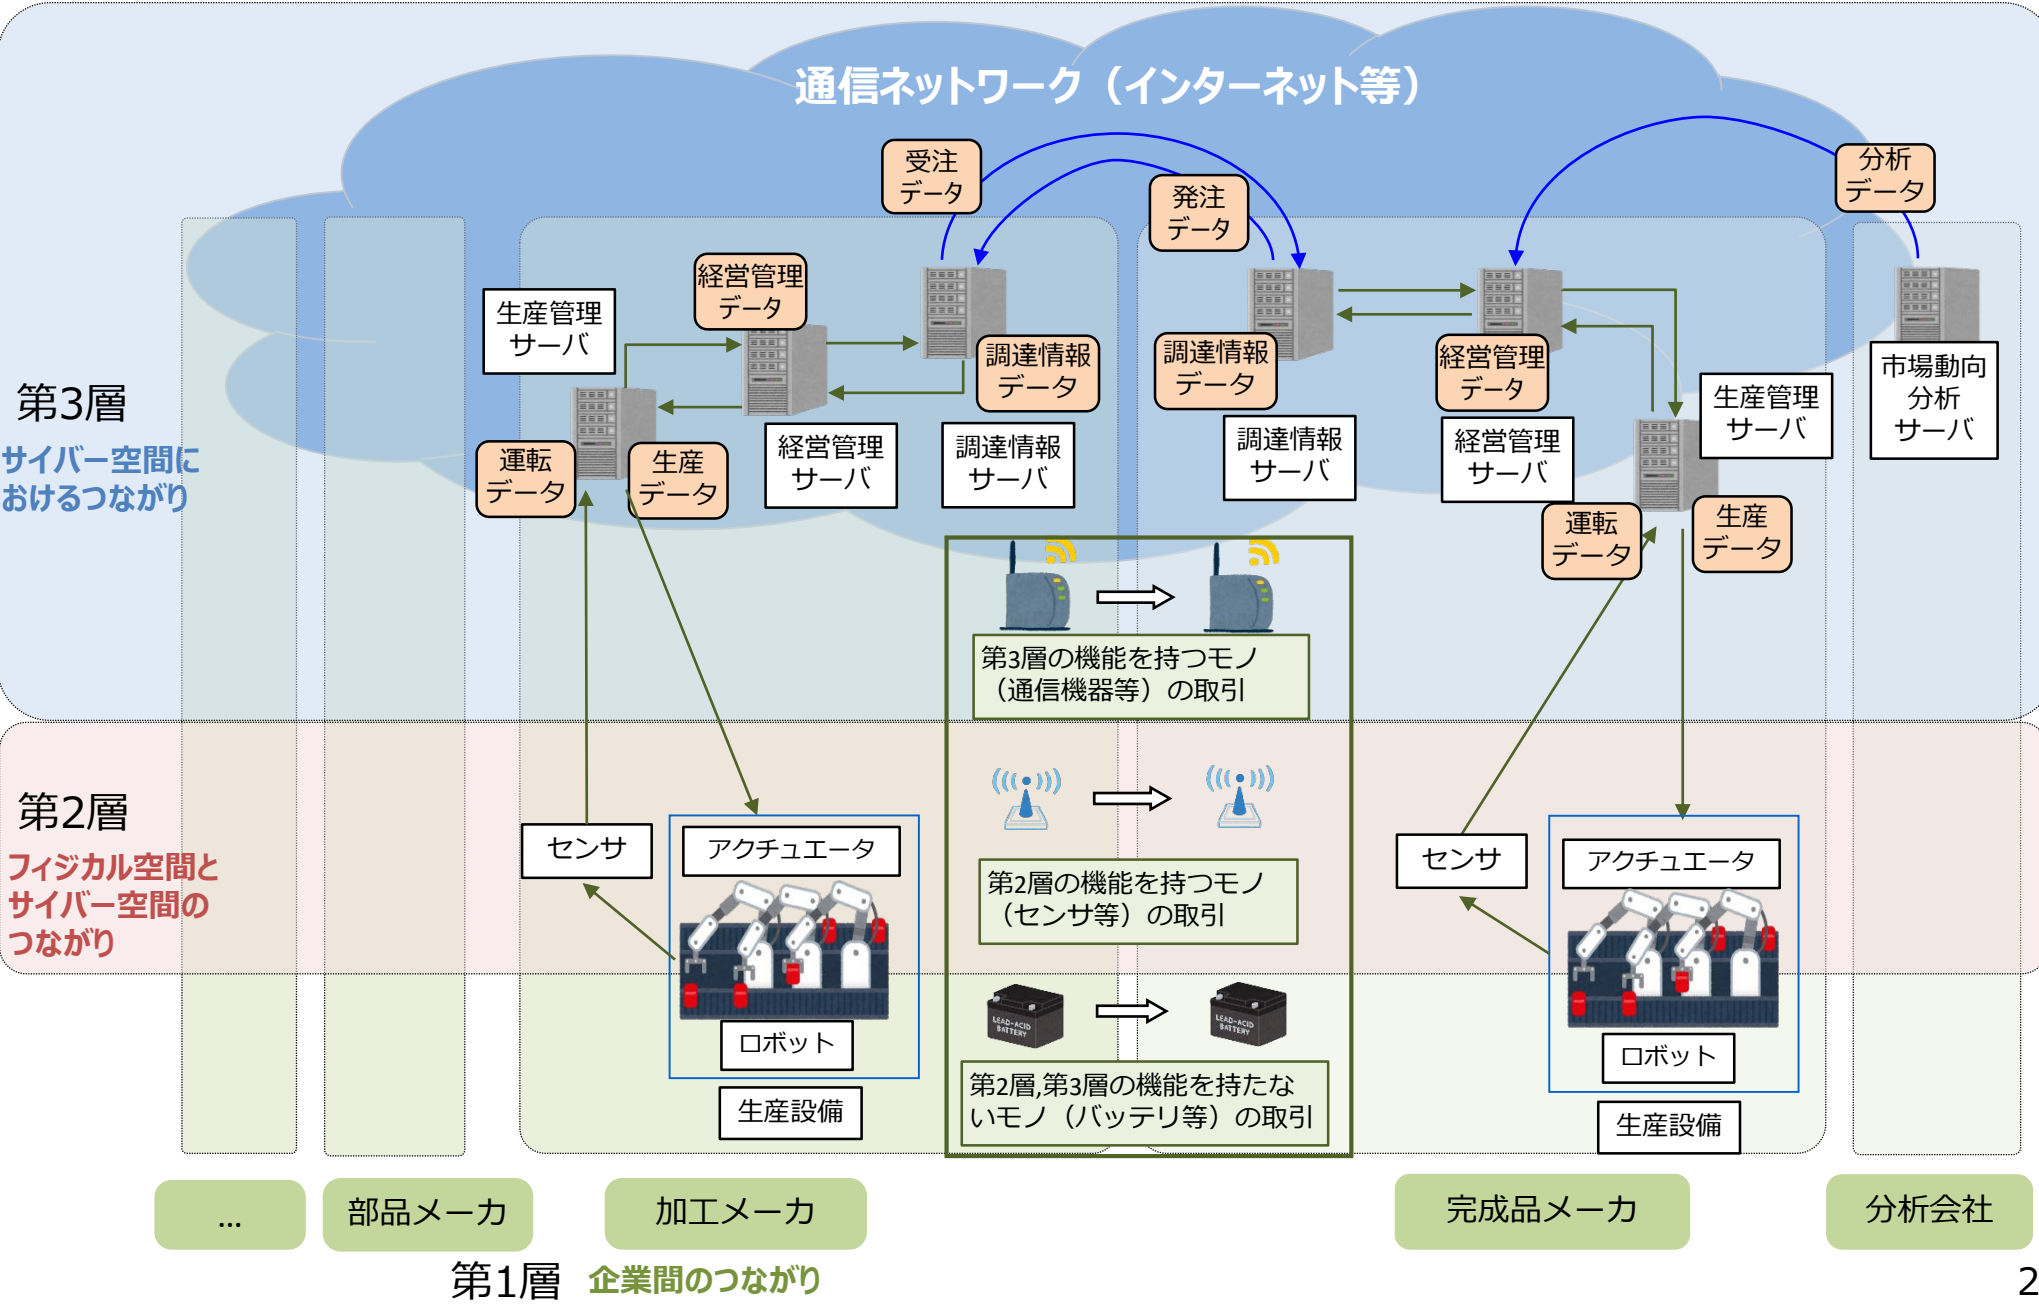 通信ネットワーク（インターネット等）
受注
データ
発注
データ
分析
データ
経営管理
データ
生産管理
サーバ
調達情報
データ
運転
データ
生産
データ
経営管理
サーバ
調達情報
サーバ
調達情報
データ
調達情報
サーバ
経営管理
データ
経営管理
サーバ
生産管理
サーバ
運転
データ
生産
データ
市場動向
分析
サーバ
第3層
サイバー空間に
おけるつながり
第3層の機能を持つモノ
（通信機器等）の取引
第2層
フィジカル空間と
サイバー空間の
つながり
センサ
アクチュエータ
ロボット
生産設備
第2層の機能を持つモノ
（センサ等）の取引
LEAD-ACID
BATTERY
LEAD-ACID
BATTERY
第2層,第3層の機能を持たな
いモノ（バッテリ等）の取引
センサ
アクチュエータ
ロボット
生産設備
...
部品メーカ
加工メーカ
完成品メーカ
分析会社
第1層 企業間のつながり
2